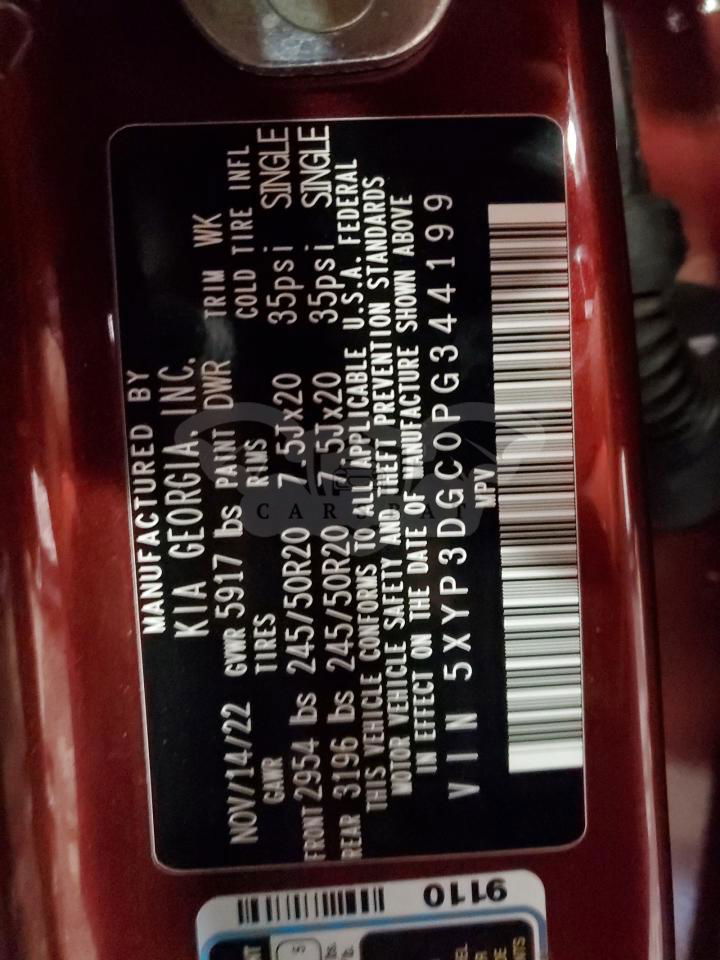 MANUFACTURED BY
KIA GEORGIA, INC.
NOV/14/22 GVWR 5917 lbs PAINT DWR TRIM WK
GAWR TIRES RIMS COLD TIRE INFL
FRONT 2954 lbs 245/50R20 7.5Jx20 35psi SINGLE
REAR 3196 lbs 245/50R20 7.5Jx20 35psi SINGLE
THIS VEHICLE CONFORMS TO ALL APPLICABLE U.S.A. FEDERAL
MOTOR VEHICLE SAFETY AND THEFT PREVENTION STANDARDS
IN EFFECT ON THE DATE OF MANUFACTURE SHOWN ABOVE
VIN 5XYP3DGC0PG344199
MPV
9110